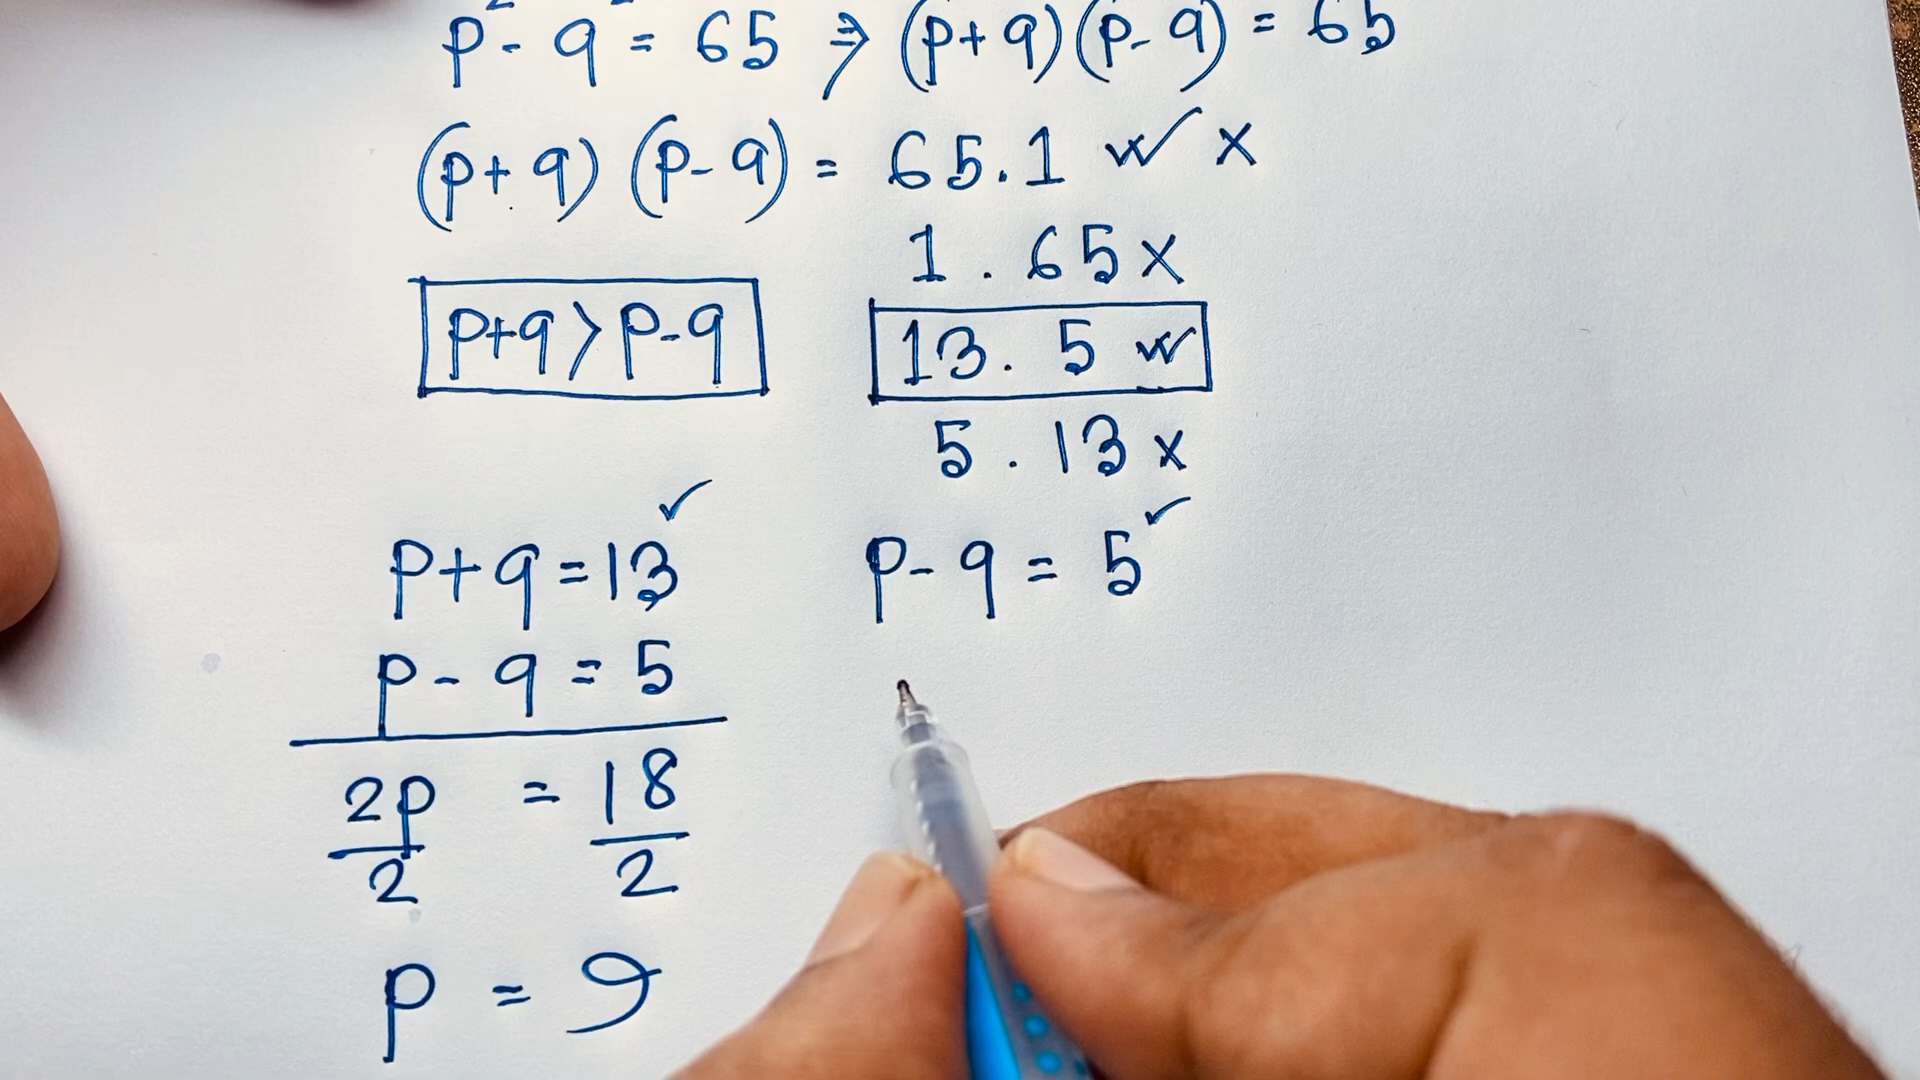 p² - q² = 65 ⇒ (p+q)(p-q) = 65
(p+q) (p-q) = 65.1 w ✓ x
1 . 65 x
p+q > p-q
13. 5 w
5 . 13 x
p+q = 13 ✓
p-q = 5 ✓
p - q = 5
2p/2 = 18/2
p = 9